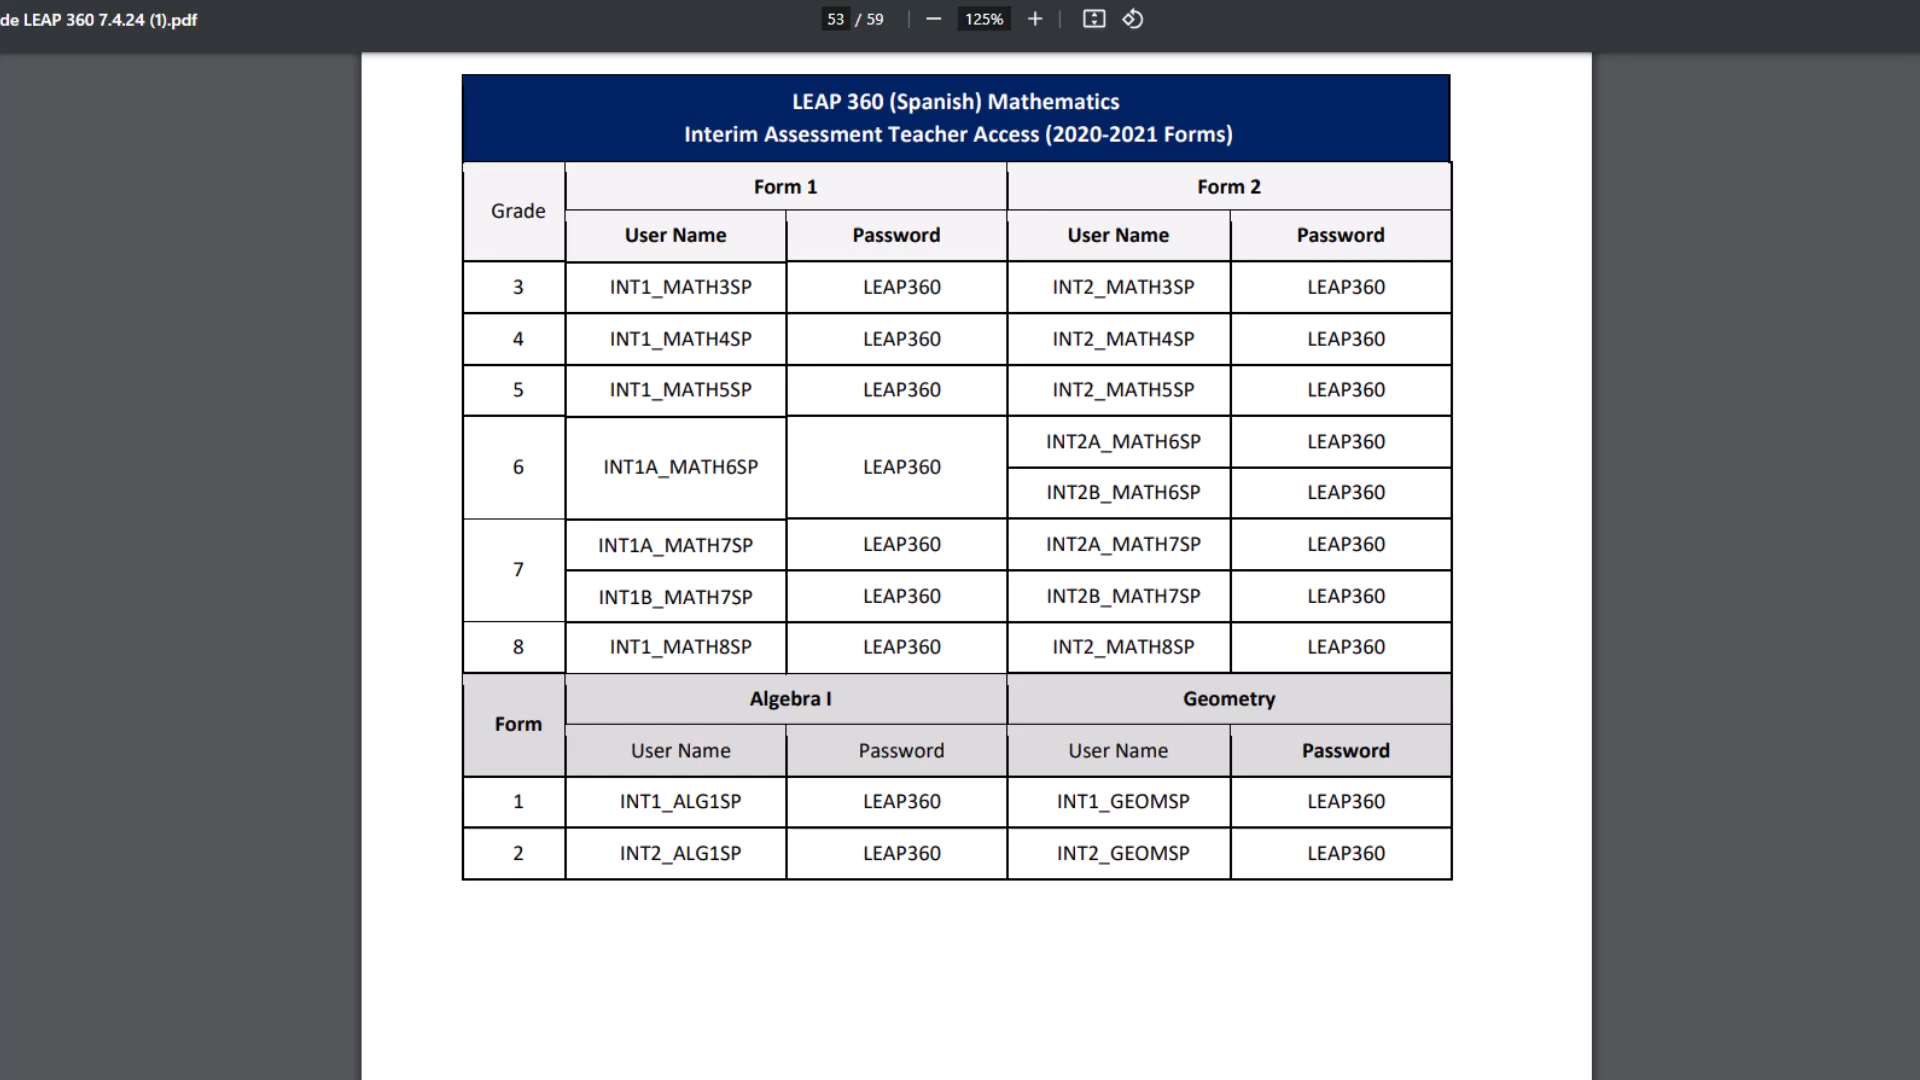 de LEAP 360 7.4.24 (1).pdf
53 / 59
125%
LEAP 360 (Spanish) Mathematics
Interim Assessment Teacher Access (2020-2021 Forms)
Grade Form 1 Form 2
User Name Password User Name Password
3 INT1_MATH3SP LEAP360 INT2_MATH3SP LEAP360
4 INT1_MATH4SP LEAP360 INT2_MATH4SP LEAP360
5 INT1_MATH5SP LEAP360 INT2_MATH5SP LEAP360
6 INT1A_MATH6SP LEAP360 INT2A_MATH6SP LEAP360
INT2B_MATH6SP LEAP360
7 INT1A_MATH7SP LEAP360 INT2A_MATH7SP LEAP360
INT1B_MATH7SP LEAP360 INT2B_MATH7SP LEAP360
8 INT1_MATH8SP LEAP360 INT2_MATH8SP LEAP360
Form Algebra I Geometry
User Name Password User Name Password
1 INT1_ALG1SP LEAP360 INT1_GEOMSP LEAP360
2 INT2_ALG1SP LEAP360 INT2_GEOMSP LEAP360